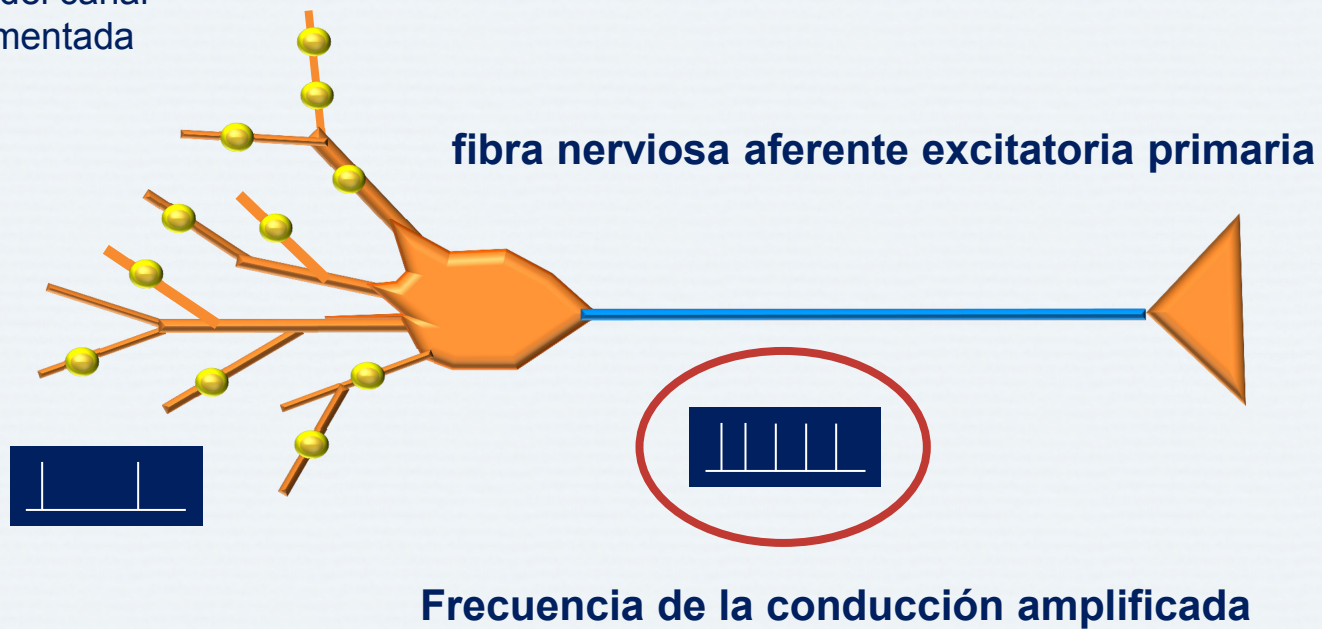 mentada
fibra nerviosa aferente excitatoria primaria
Frecuencia de la conducción amplificada